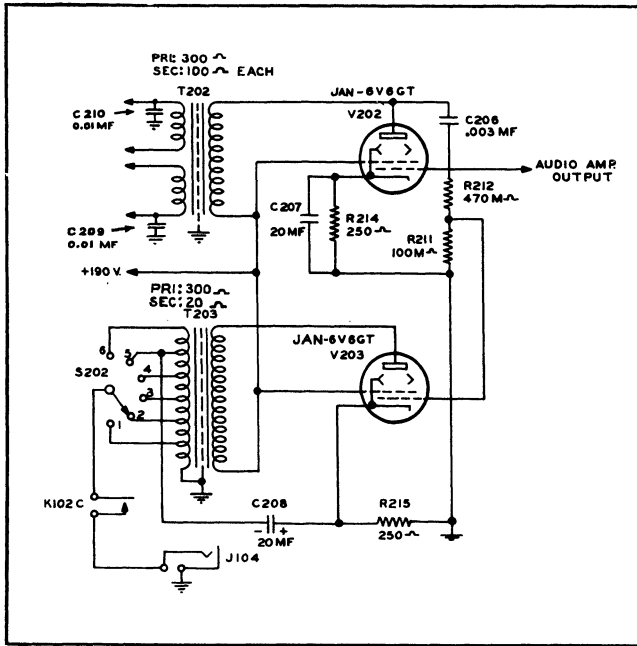 PRI: 300 ⌒
SEC: 100 ⌒ EACH
T202
JAN-6V6GT
V202
C210
0.01 MF
C206
.003 MF
AUDIO AMP.
OUTPUT
C207
20 MF
R214
250 ⌒
R212
470 M⌒
R211
100M⌒
C209
0.01 MF
+190 V.
PRI: 300 ⌒
SEC: 20 ⌒
T203
JAN-6V6GT
V203
6
5
4
3
2
1
S202
K102 C
C208
- +
20 MF
R215
250 ⌒
J104